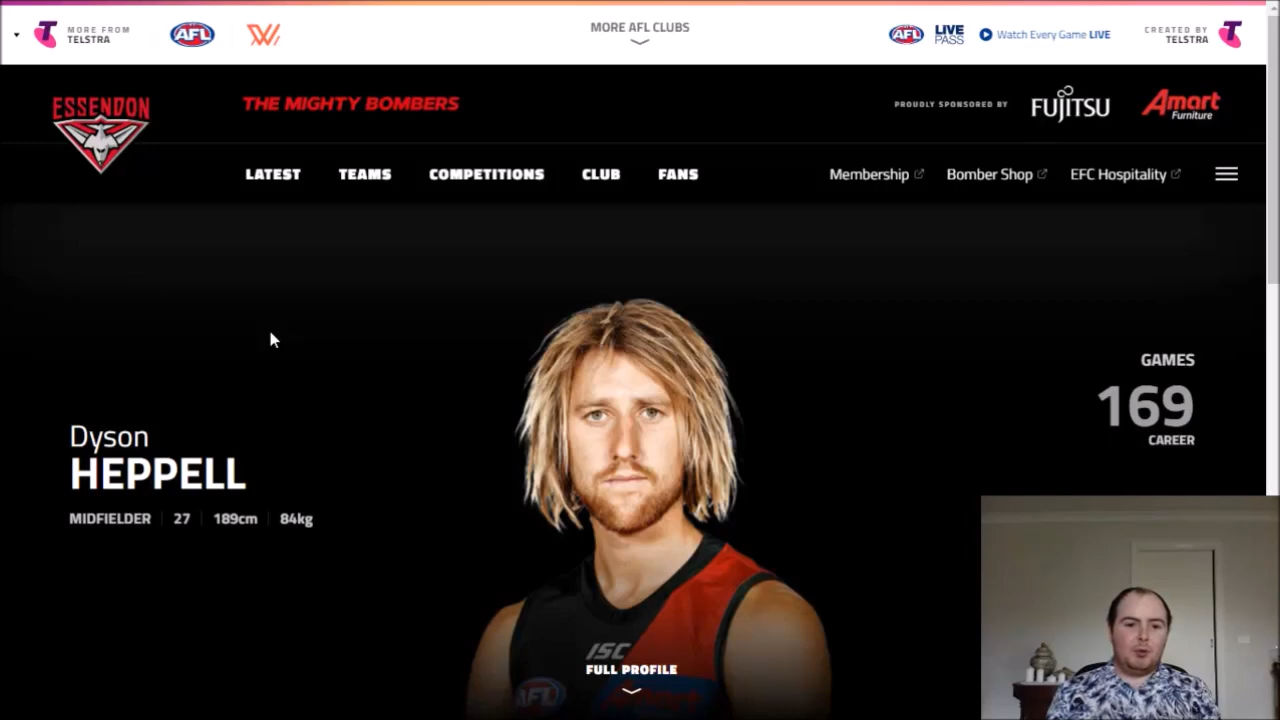 MORE FROM
TELSTRA
AFL
W
MORE AFL CLUBS
AFL
LIVE
PASS
Watch Every Game LIVE
CREATED BY
TELSTRA
T
ESSENDON
THE MIGHTY BOMBERS
PROUDLY SPONSORED BY
FUJITSU
Amart
Furniture
LATEST
TEAMS
COMPETITIONS
CLUB
FANS
Membership
Bomber Shop
EFC Hospitality
GAMES
169
CAREER
Dyson
HEPPELL
MIDFIELDER
27
189cm
84kg
ISC
FULL PROFILE
AFL
Amart